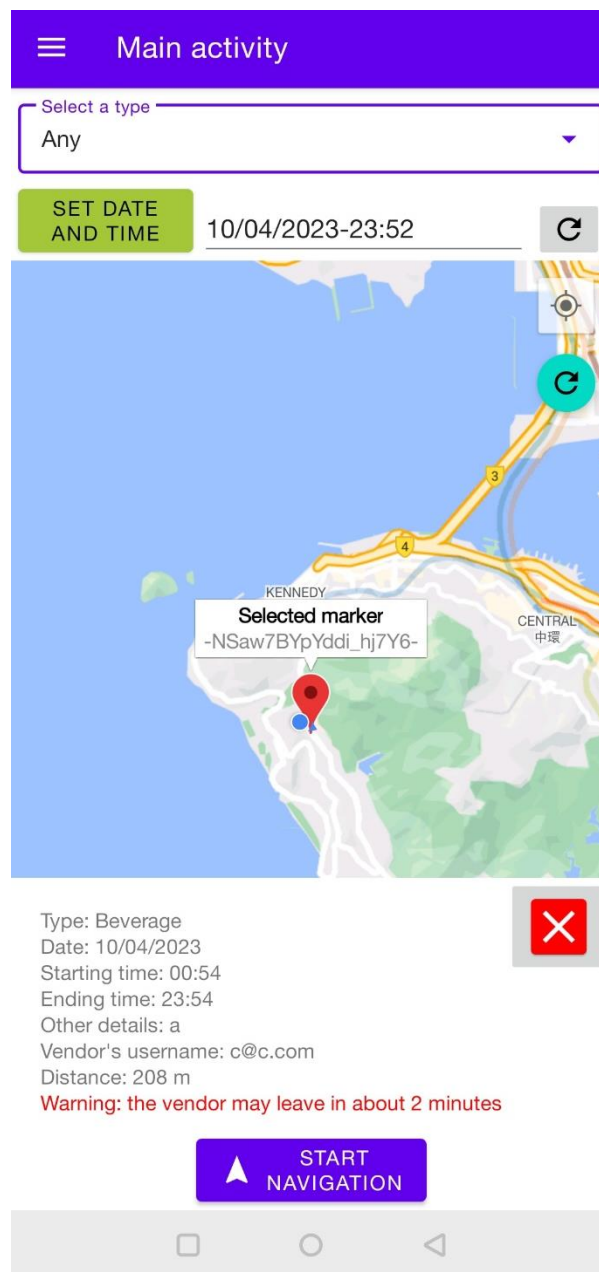 Main activity
Select a type
Any
SET DATE
AND TIME
10/04/2023-23:52
3
4
KENNEDY
Selected marker
-NSaw7BYpYddi_hj7Y6-
CENTRAL
中環
Type: Beverage
Date: 10/04/2023
Starting time: 00:54
Ending time: 23:54
Other details: a
Vendor's username: c@c.com
Distance: 208 m
Warning: the vendor may leave in about 2 minutes
START
NAVIGATION